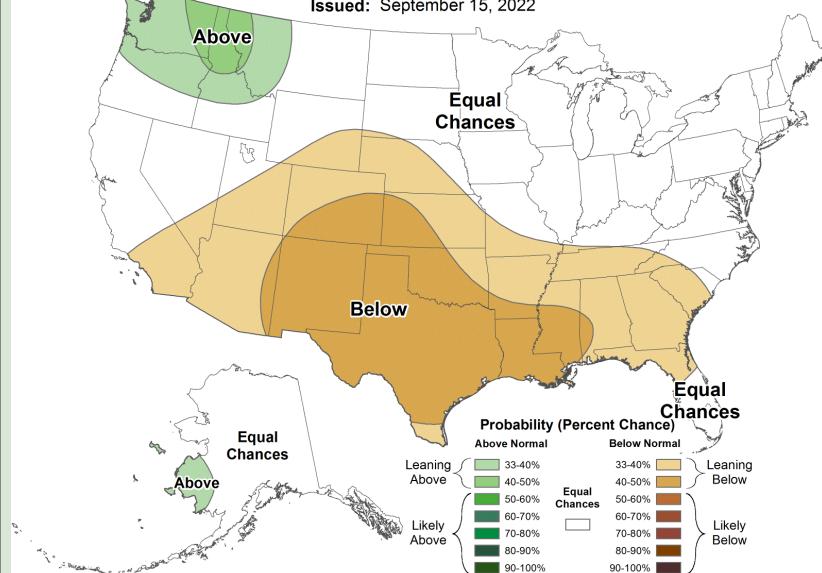 Issued: September 15, 2022
Above
Equal
Chances
Below
Equal
Chances
Equal
Chances
Above
Probability (Percent Chance)
Above Normal
Below Normal
Leaning
Above
33-40%
40-50%
50-60%
60-70%
70-80%
80-90%
90-100%
Likely
Above
Equal
Chances
33-40%
40-50%
50-60%
60-70%
70-80%
80-90%
90-100%
Leaning
Below
Likely
Below